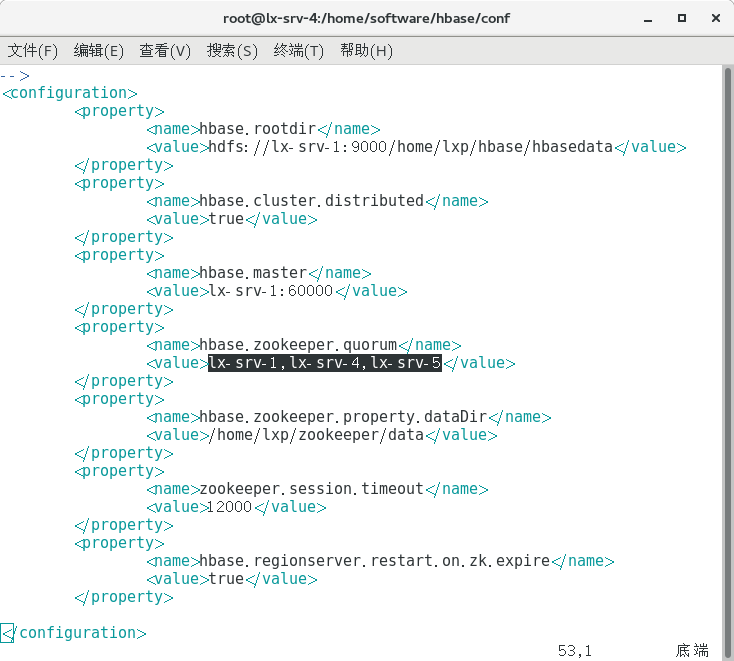 root@lx-srv-4:/home/software/hbase/conf
文件(F) 编辑(E) 查看(V) 搜索(S) 终端(T) 帮助(H)
-->
<configuration>
<property>
<name>hbase.rootdir</name>
<value>hdfs://lx-srv-1:9000/home/lxp/hbase/hbasedata</value>
</property>
<property>
<name>hbase.cluster.distributed</name>
<value>true</value>
</property>
<property>
<name>hbase.master</name>
<value>lx-srv-1:60000</value>
</property>
<property>
<name>hbase.zookeeper.quorum</name>
<value>lx-srv-1,lx-srv-4,lx-srv-5</value>
</property>
<property>
<name>hbase.zookeeper.property.dataDir</name>
<value>/home/lxp/zookeeper/data</value>
</property>
<property>
<name>zookeeper.session.timeout</name>
<value>12000</value>
</property>
<property>
<name>hbase.regionserver.restart.on.zk.expire</name>
<value>true</value>
</property>
</configuration>
53,1 底端